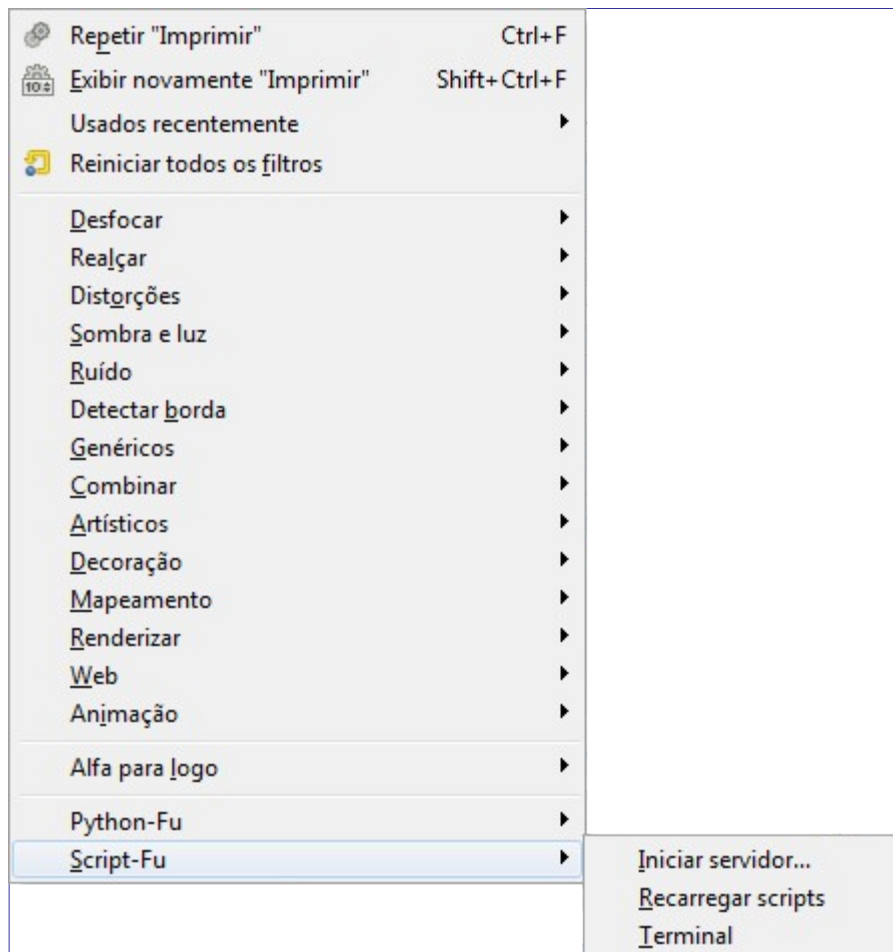 Repetir "Imprimir" Ctrl+F
Exibir novamente "Imprimir" Shift+Ctrl+F
Usados recentemente
Reiniciar todos os filtros
Desfocar
Realçar
Distorções
Sombra e luz
Ruído
Detectar borda
Genéricos
Combinar
Artísticos
Decoração
Mapeamento
Renderizar
Web
Animação
Alfa para logo
Python-Fu
Script-Fu
Iniciar servidor...
Recarregar scripts
Terminal